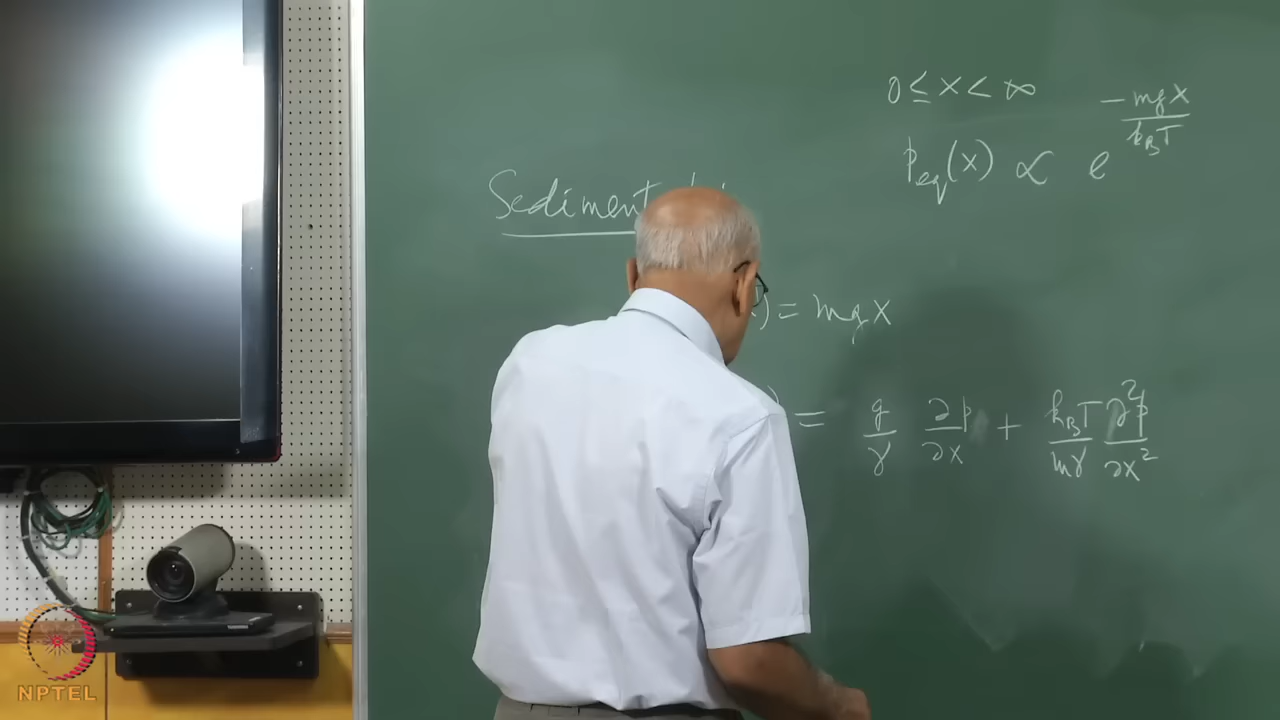 0 ≤ x < ∞
p_eq(x) ∝ e^{-mgx/k_BT}
Sediment
) = mgx
) = g/γ ∂p/∂x + k_BT/mγ ∂²p/∂x²
NPTEL